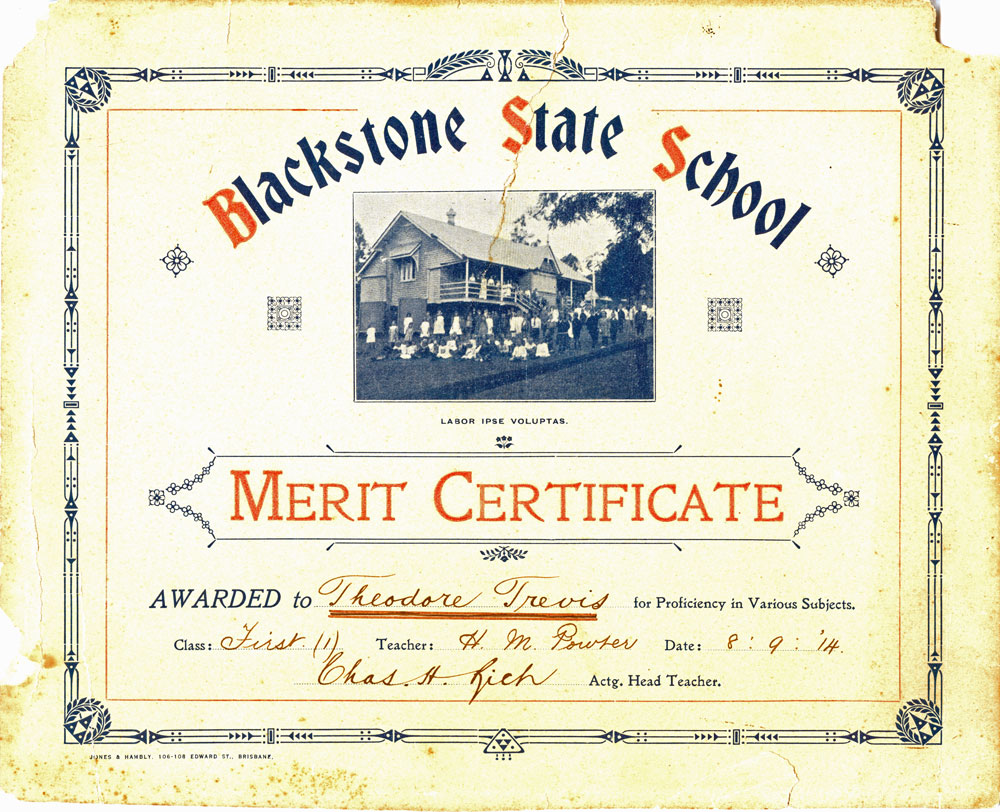 Blackstone State School
LABOR IPSE VOLUPTAS.
MERIT CERTIFICATE
AWARDED to Theodore Trevis for Proficiency in Various Subjects.
Class: First. (1) Teacher: H. M. Powter Date: 8 : 9 : '14.
Chas. H. Rich Actg. Head Teacher.
JONES & HAMBLY, 106-108 EDWARD ST., BRISBANE.